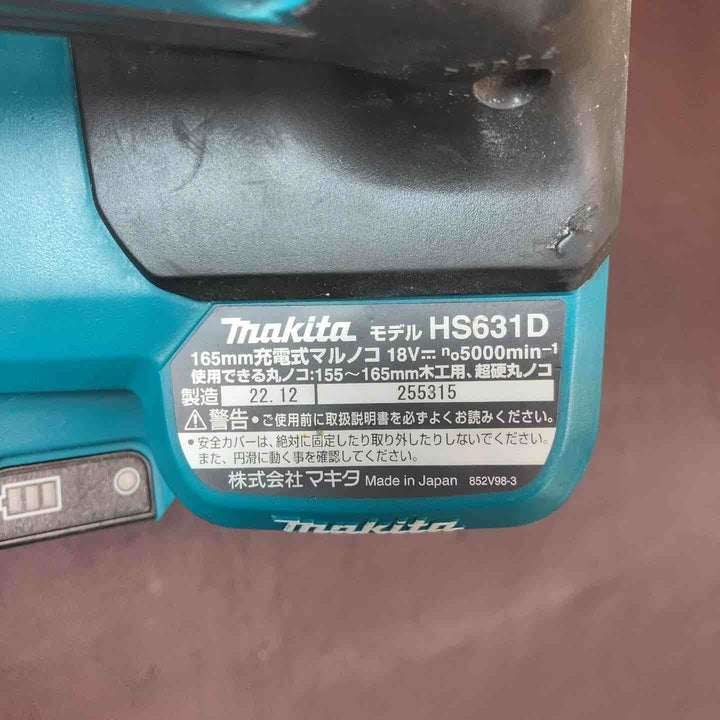 makita モデル HS631D
165mm充電式マルノコ 18V⎓ n₀5000min⁻¹
使用できる丸ノコ:155～165mm木工用、超硬丸ノコ
製造 22.12 255315
⚠警告 •ご使用前に取扱説明書を必ずよくお読みください。
•安全カバーは、絶対に固定したり取り外したりしないでください。
また、円滑に動く事を確認してください。
株式会社マキタ Made in Japan 852V98-3
makita